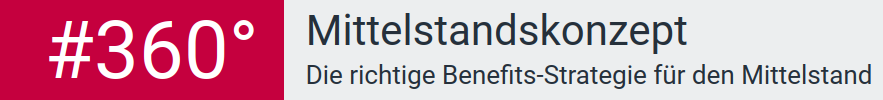 #360°
Mittelstandskonzept
Die richtige Benefits-Strategie für den Mittelstand